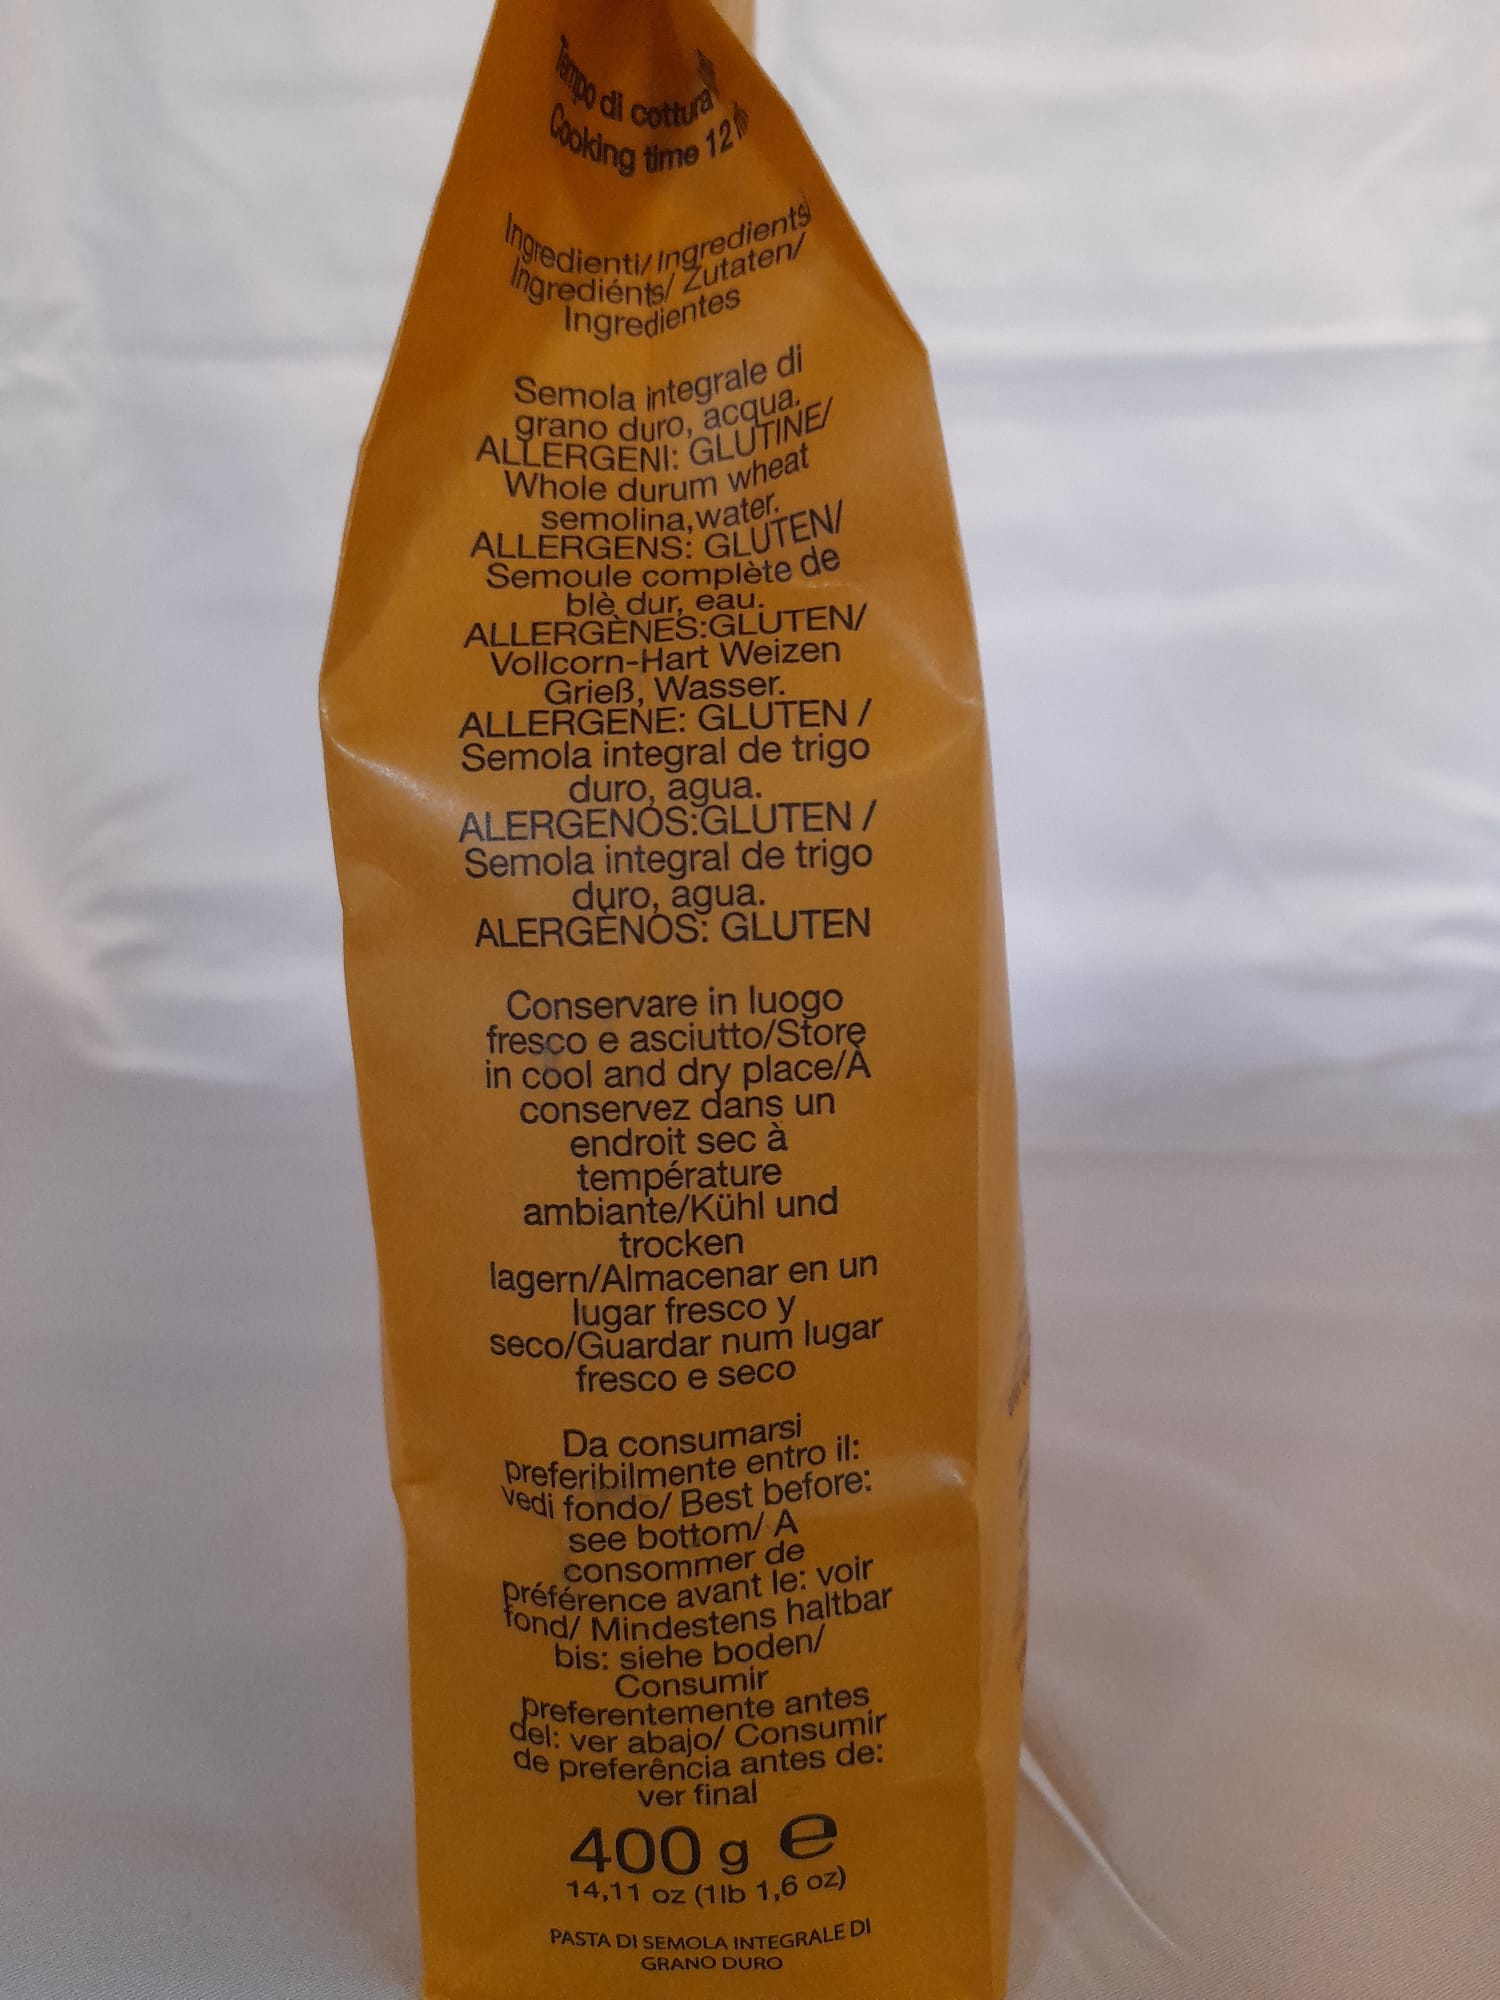 Tempo di cottura
Cooking time 12
Ingredienti/Ingredients
Ingrediénts/ Zutaten/
Ingredientes
Semola integrale di
grano duro, acqua.
ALLERGENI: GLUTINE/
Whole durum wheat
semolina,water.
ALLERGENS: GLUTEN/
Semoule complète de
blè dur, eau.
ALLERGÈNES:GLUTEN/
Vollcorn-Hart Weizen
Grieß, Wasser.
ALLERGENE: GLUTEN /
Semola integral de trigo
duro, agua.
ALERGENOS:GLUTEN /
Semola integral de trigo
duro, agua.
ALERGÈNOS: GLUTEN
Conservare in luogo
fresco e asciutto/Store
in cool and dry place/À
conservez dans un
endroit sec à
température
ambiante/Kühl und
trocken
lagern/Almacenar en un
lugar fresco y
seco/Guardar num lugar
fresco e seco
Da consumarsi
preferibilmente entro il:
vedi fondo/ Best before:
see bottom/ A
consommer de
préférence avant le: voir
fond/ Mindestens haltbar
bis: siehe boden/
Consumir
preferentemente antes
del: ver abajo/ Consumir
de preferência antes de:
ver final
400 g e
14,11 oz (1lb 1,6 oz)
PASTA DI SEMOLA INTEGRALE DI
GRANO DURO